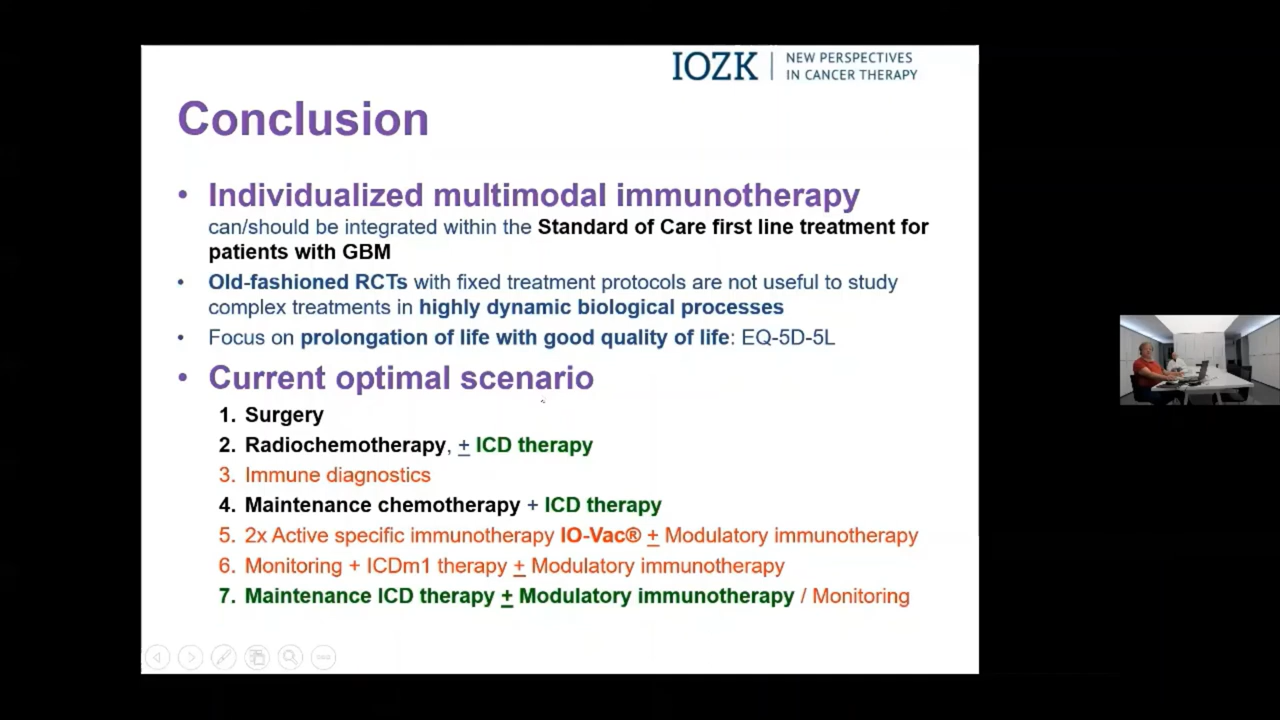 IOZK
NEW PERSPECTIVES
IN CANCER THERAPY
Conclusion
• Individualized multimodal immunotherapy
can/should be integrated within the Standard of Care first line treatment for
patients with GBM
• Old-fashioned RCTs with fixed treatment protocols are not useful to study
complex treatments in highly dynamic biological processes
• Focus on prolongation of life with good quality of life: EQ-5D-5L
• Current optimal scenario
1. Surgery
2. Radiochemotherapy, ± ICD therapy
3. Immune diagnostics
4. Maintenance chemotherapy + ICD therapy
5. 2x Active specific immunotherapy IO-Vac® ± Modulatory immunotherapy
6. Monitoring + ICDm1 therapy ± Modulatory immunotherapy
7. Maintenance ICD therapy ± Modulatory immunotherapy / Monitoring